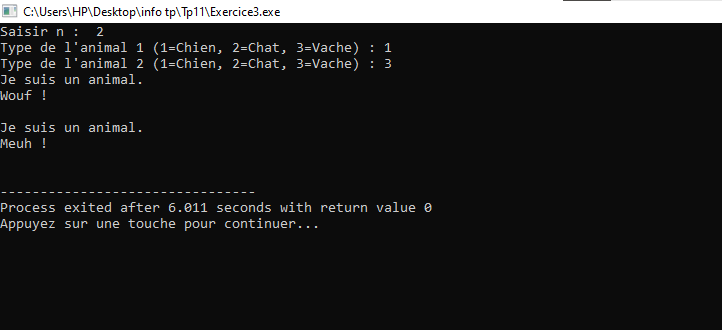 C:\Users\HP\Desktop\info tp\Tp11\Exercice3.exe
Saisir n :  2
Type de l'animal 1 (1=Chien, 2=Chat, 3=Vache) : 1
Type de l'animal 2 (1=Chien, 2=Chat, 3=Vache) : 3
Je suis un animal.
Wouf !
Je suis un animal.
Meuh !
--------------------------------
Process exited after 6.011 seconds with return value 0
Appuyez sur une touche pour continuer...